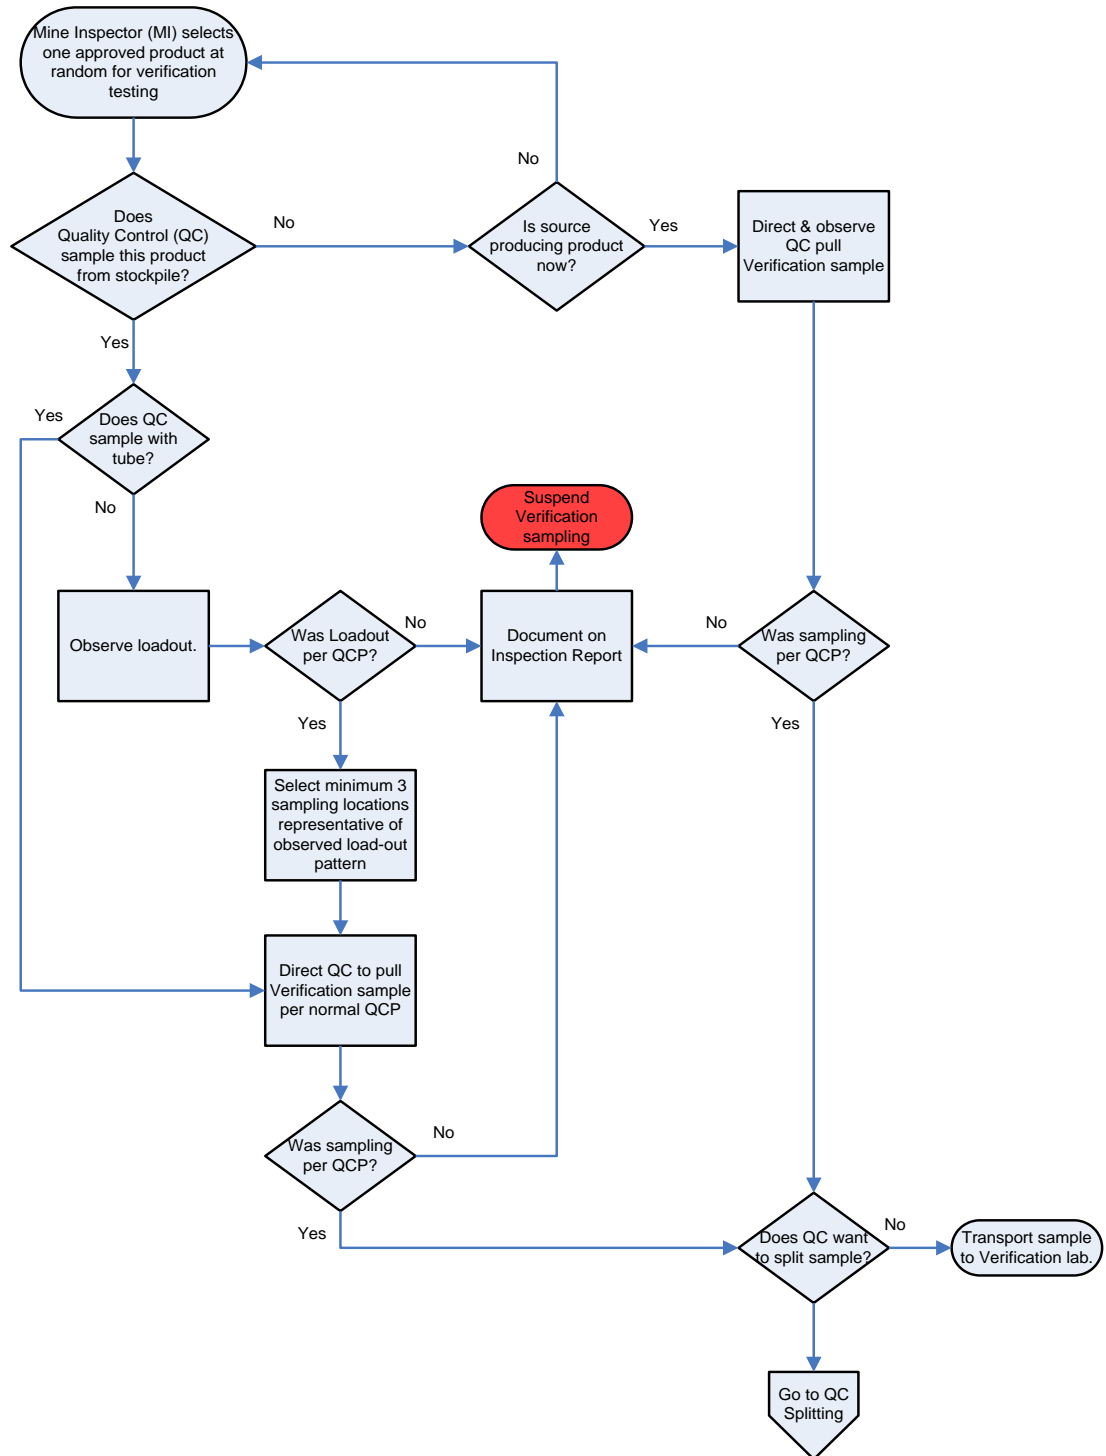 Mine Inspector (MI) selects
one approved product at
random for verification
testing
No
Does
Quality Control (QC)
sample this product
from stockpile?
No
Is source
producing product
now?
Yes
Direct & observe
QC pull
Verification sample
Yes
Yes
Does QC
sample with
tube?
No
Suspend
Verification
sampling
Observe loadout.
Was Loadout
per QCP?
No
Document on
Inspection Report
No
Was sampling
per QCP?
Yes
Yes
Select minimum 3
sampling locations
representative of
observed load-out
pattern
Direct QC to pull
Verification sample
per normal QCP
Was sampling
per QCP?
No
Yes
Does QC want
to split sample?
No
Transport sample
to Verification lab.
Go to QC
Splitting